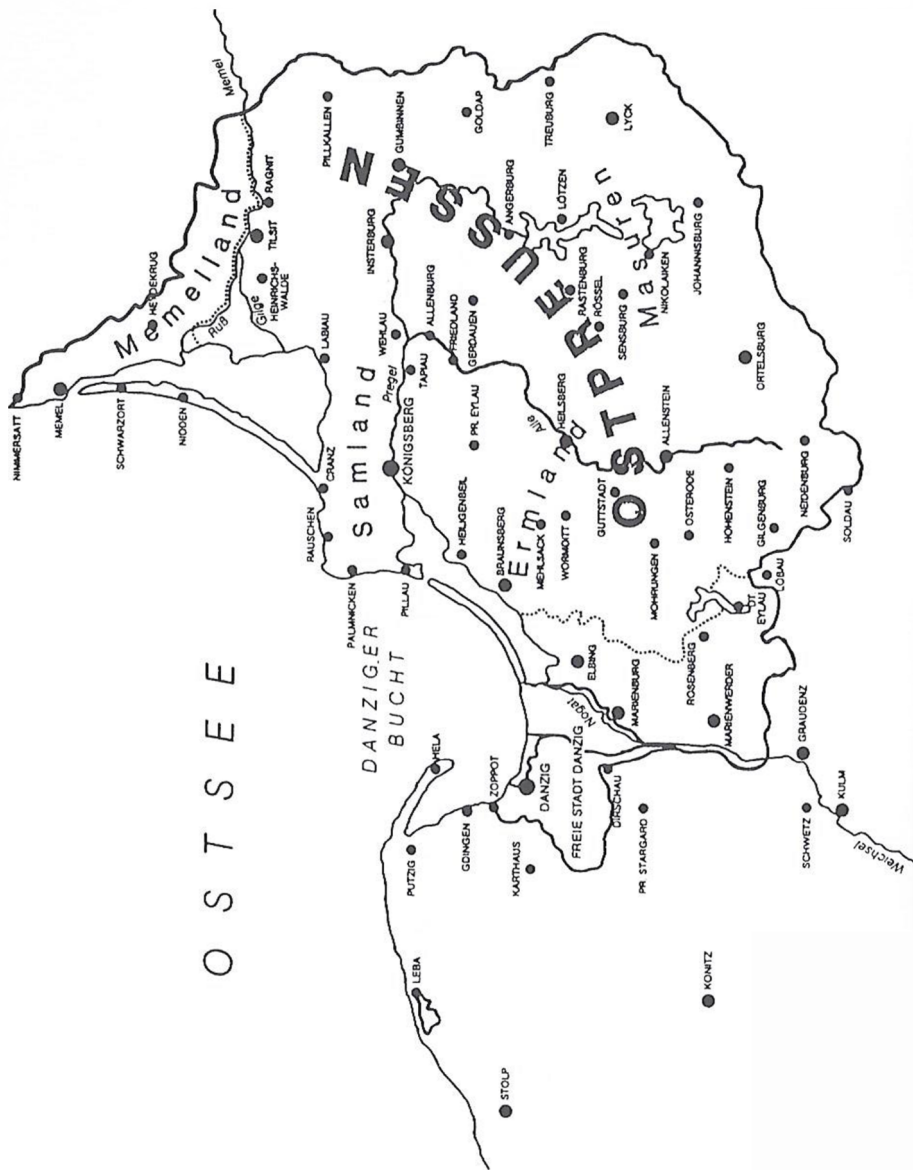 OSTSEE
DANZIGER
BUCHT
NIMMERSATT
MEMEL
SCHWARZORT
NIDDEN
HEYDEKRUG
Memelland
Memel
Ruß
Gilge
HEINRICHS-
WALDE
TILSIT
RAGNIT
PILLKALLEN
LABIAU
CRANZ
RAUSCHEN
PALMNICKEN
PILLAU
Samland
KÖNIGSBERG
Pregel
TAPIAU
WEHLAU
INSTERBURG
GUMBINNEN
ALLENBURG
FRIEDLAND
GERDAUEN
GOLDAP
ANGERBURG
TREUBURG
LÖTZEN
LYCK
OSTPREUSSEN
Masuren
RASTENBURG
RÖSSEL
SENSBURG
NIKOLAIKEN
JOHANNISBURG
ORTELSBURG
HEILIGENBEIL
PR. EYLAU
BRAUNSBERG
Ermland
MEHLSACK
WORMDITT
Alle
HEILSBERG
GUTTSTADT
ALLENSTEIN
MOHRUNGEN
OSTERODE
HOHENSTEIN
GILGENBURG
NEIDENBURG
SOLDAU
LÖBAU
DT
EYLAU
ROSENBERG
ELBING
MARIENBURG
MARIENWERDER
Nogat
GRAUDENZ
HELA
PUTZIG
GDINGEN
ZOPPOT
DANZIG
FREIE STADT DANZIG
KARTHAUS
DIRSCHAU
PR. STARGARD
SCHWETZ
KULM
Weichsel
KONITZ
LEBA
STOLP